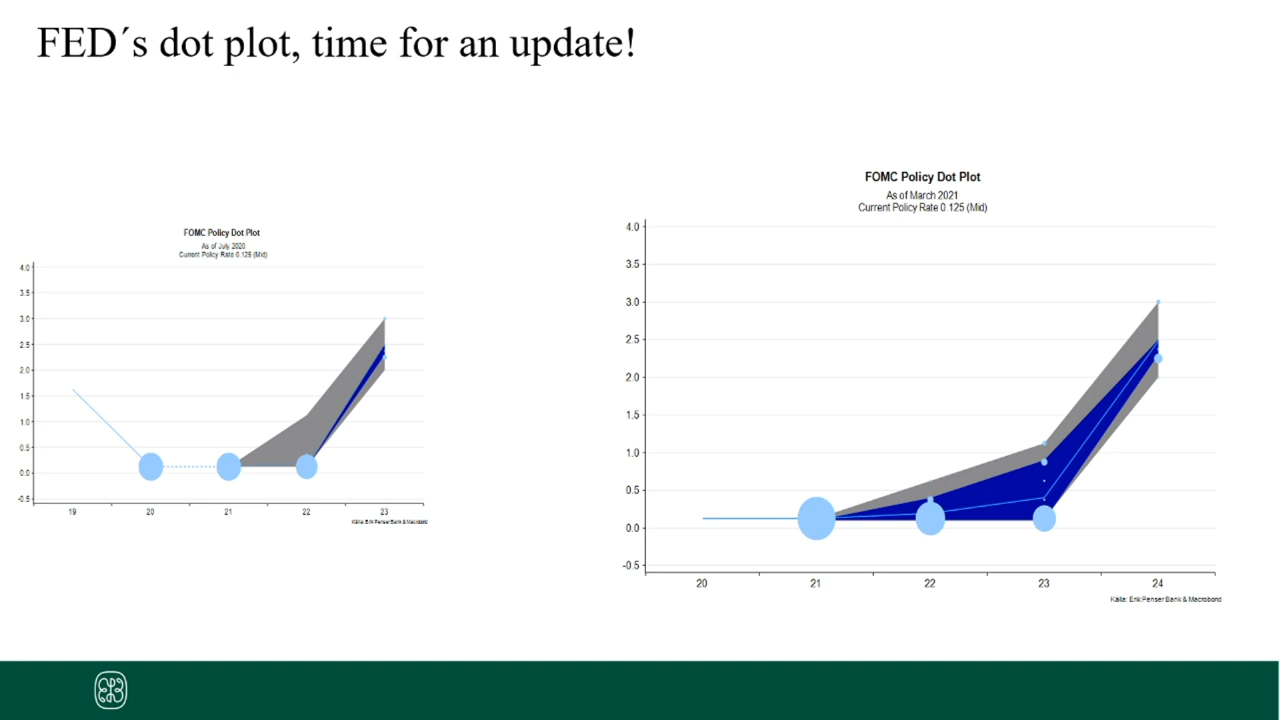 FED´s dot plot, time for an update!
FOMC Policy Dot Plot
As of July 2020
Current Policy Rate 0.125 (Mid)
4.0
3.5
3.0
2.5
2.0
1.5
1.0
0.5
0.0
-0.5
19 20 21 22 23
Källa: Erik Penser Bank & Macrobond
FOMC Policy Dot Plot
As of March 2021
Current Policy Rate 0.125 (Mid)
4.0
3.5
3.0
2.5
2.0
1.5
1.0
0.5
0.0
-0.5
20 21 22 23 24
Källa: Erik Penser Bank & Macrobond